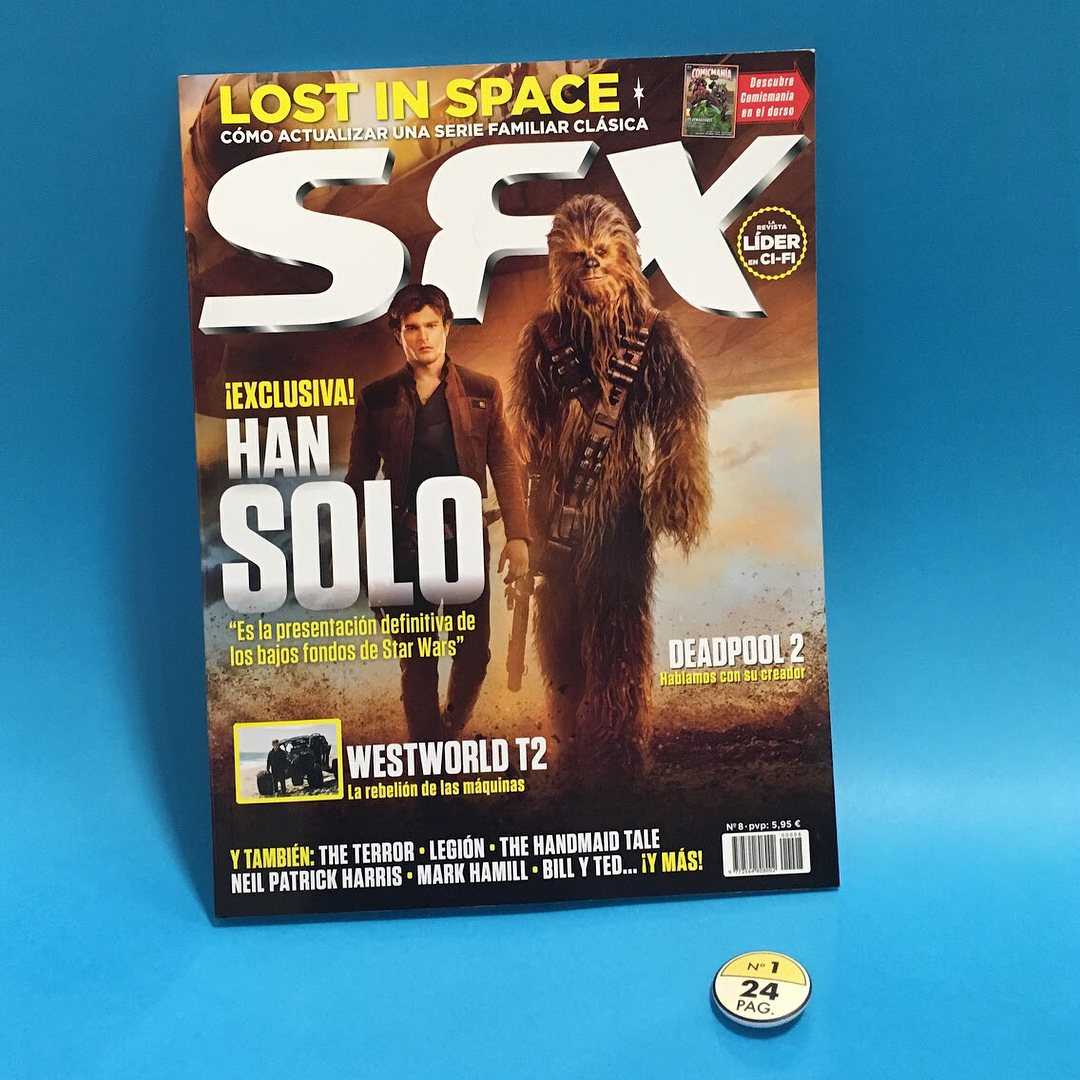 LOST IN SPACE
CÓMO ACTUALIZAR UNA SERIE FAMILIAR CLÁSICA
COMICMANÍA
Descubre
Comicmanía
en el dorso
SFX
LA
REVISTA
LÍDER
EN CI-FI
¡EXCLUSIVA!
HAN
SOLO
“Es la presentación definitiva de
los bajos fondos de Star Wars”
DEADPOOL 2
Hablamos con su creador
WESTWORLD T2
La rebelión de las máquinas
Nº 8 · pvp: 5,95 €
00008
Y TAMBIÉN: THE TERROR • LEGIÓN • THE HANDMAID TALE
NEIL PATRICK HARRIS • MARK HAMILL • BILL Y TED... ¡Y MÁS!
Nº 1
24
PAG.